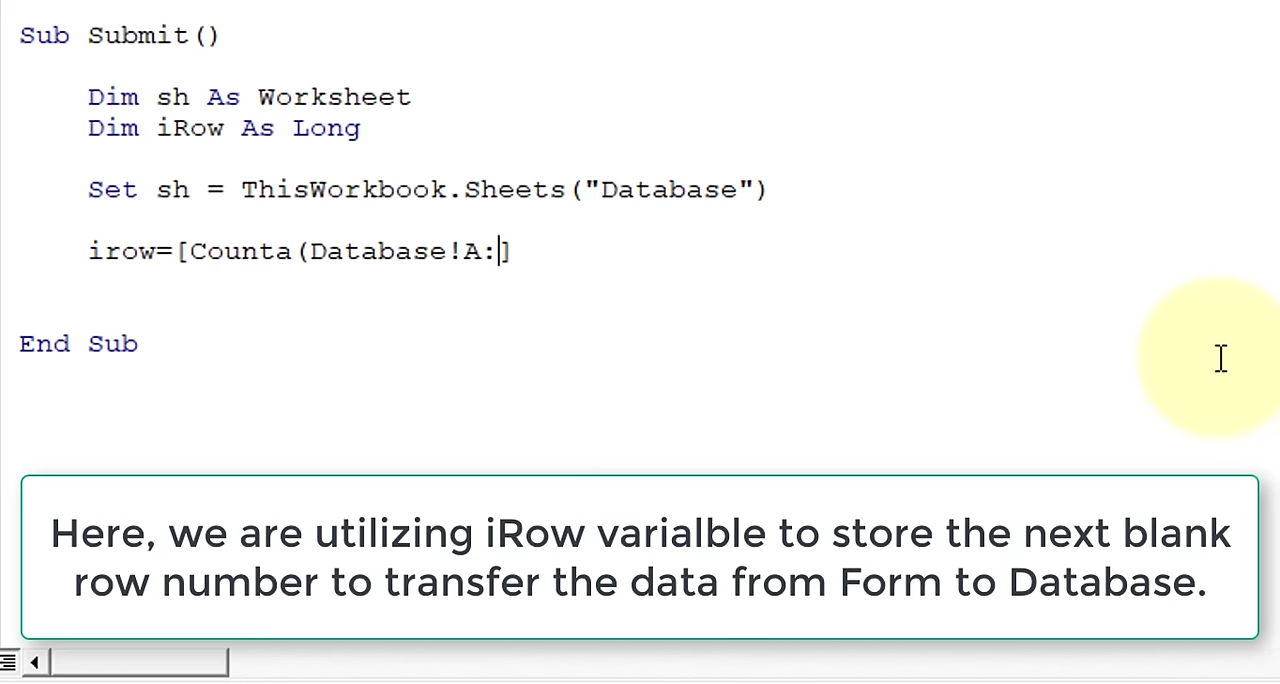 Sub Submit()
Dim sh As Worksheet
Dim iRow As Long
Set sh = ThisWorkbook.Sheets("Database")
irow=[Counta(Database!A:]
End Sub
Here, we are utilizing iRow varialble to store the next blank
row number to transfer the data from Form to Database.